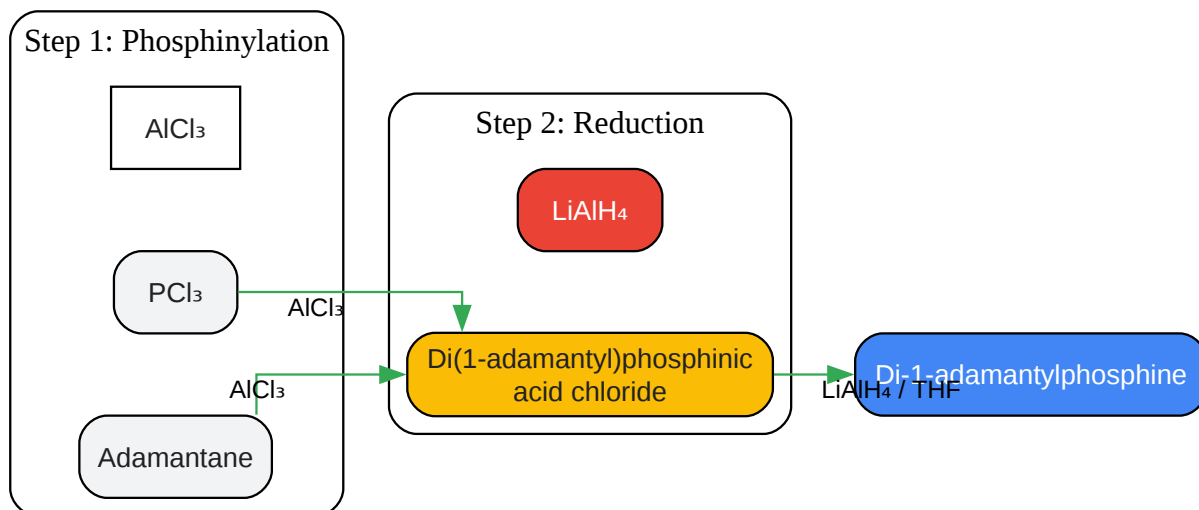 Step 1: Phosphinylation
AlCl₃
PCl₃
AlCl₃
AlCl₃
Adamantane
Step 2: Reduction
LiAlH₄
Di(1-adamantyl)phosphinic
acid chloride
LiAlH₄ / THF
Di-1-adamantylphosphine